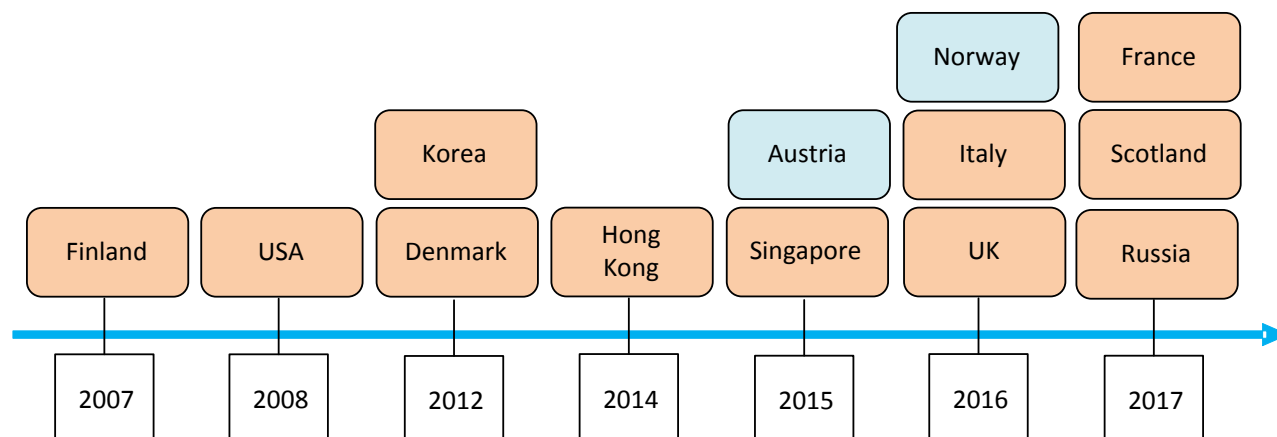 Norway
France
Korea
Austria
Italy
Scotland
Finland
USA
Denmark
Hong
Kong
Singapore
UK
Russia
2007
2008
2012
2014
2015
2016
2017